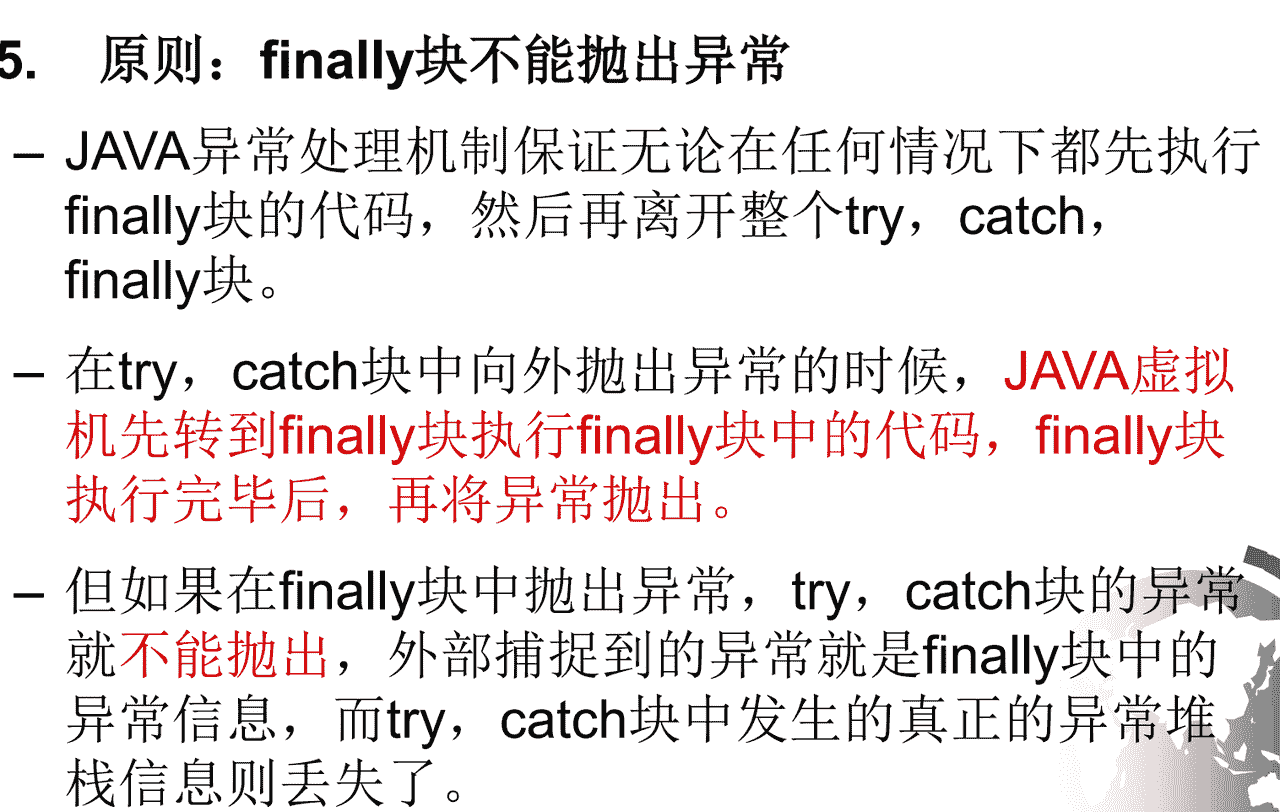 5. 原则：finally块不能抛出异常
– JAVA异常处理机制保证无论在任何情况下都先执行
finally块的代码，然后再离开整个try，catch，
finally块。
– 在try，catch块中向外抛出异常的时候，JAVA虚拟
机先转到finally块执行finally块中的代码，finally块
执行完毕后，再将异常抛出。
– 但如果在finally块中抛出异常，try，catch块的异常
就不能抛出，外部捕捉到的异常就是finally块中的
异常信息，而try，catch块中发生的真正的异常堆
栈信息则丢失了。